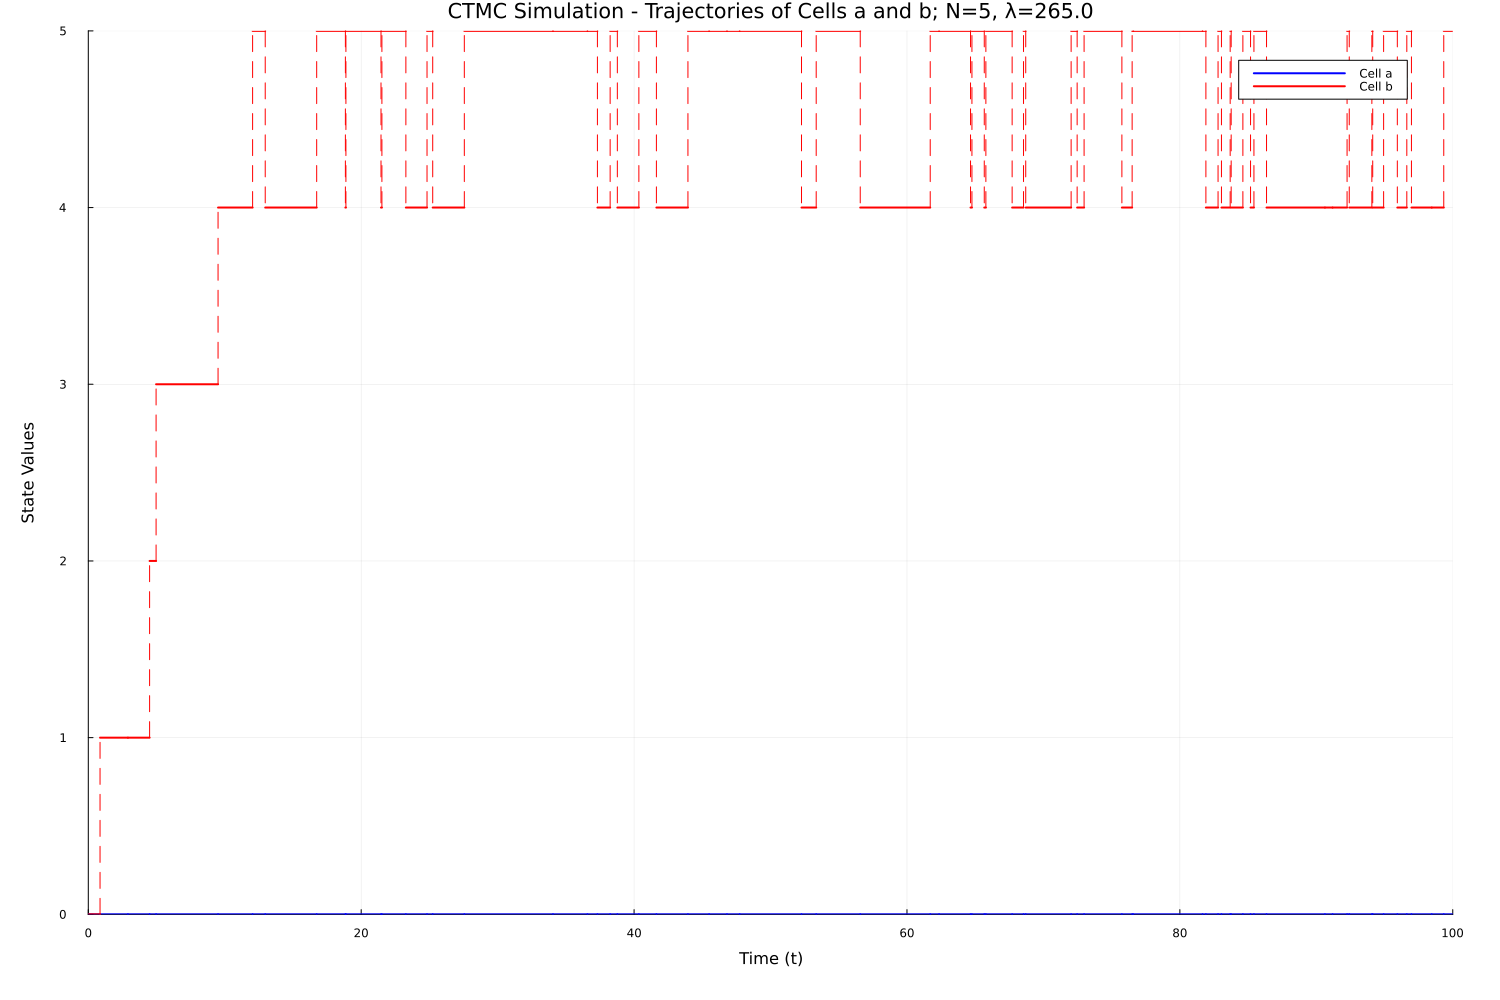 CTMC Simulation - Trajectories of Cells a and b; N=5, λ=265.0
5
Cell a
Cell b
4
3
State Values
2
1
0
0 20 40 60 80 100
Time (t)